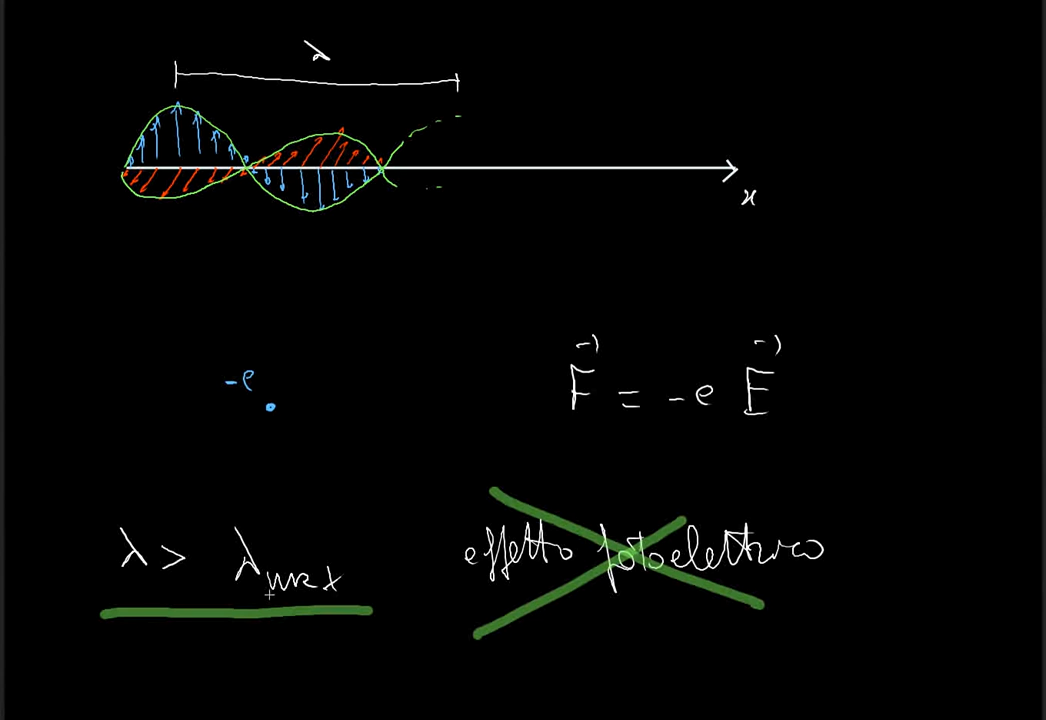 λ
x
-e
F⃗ = -e E⃗
λ > λmax effetto fotoelettrico